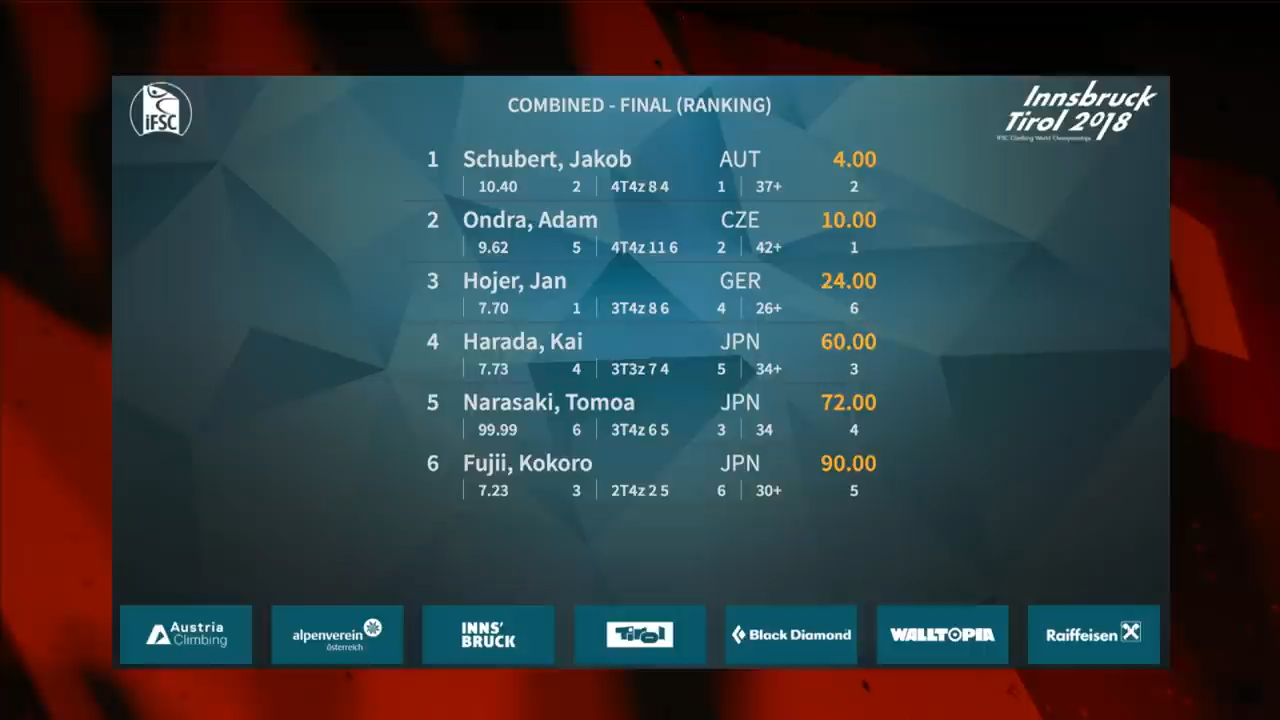 iFSC
COMBINED - FINAL (RANKING)
Innsbruck
Tirol 2018
IFSC Climbing World Championships
1 Schubert, Jakob AUT 4.00
10.40 2 4T4z 8 4 1 37+ 2
2 Ondra, Adam CZE 10.00
9.62 5 4T4z 11 6 2 42+ 1
3 Hojer, Jan GER 24.00
7.70 1 3T4z 8 6 4 26+ 6
4 Harada, Kai JPN 60.00
7.73 4 3T3z 7 4 5 34+ 3
5 Narasaki, Tomoa JPN 72.00
99.99 6 3T4z 6 5 3 34 4
6 Fujii, Kokoro JPN 90.00
7.23 3 2T4z 2 5 6 30+ 5
Austria
Climbing
alpenverein
österreich
INNS'
BRUCK
Tirol
Black Diamond
WALLTOPIA
Raiffeisen